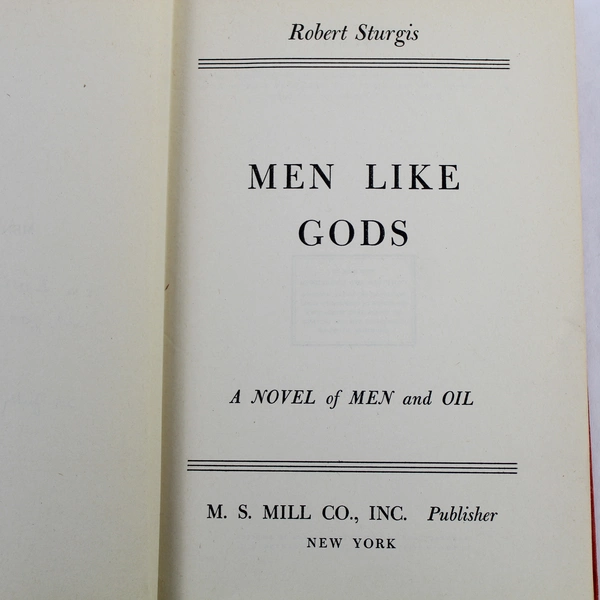 Robert Sturgis
MEN LIKE
GODS
A NOVEL of MEN and OIL
M. S. MILL CO., INC. Publisher
NEW YORK